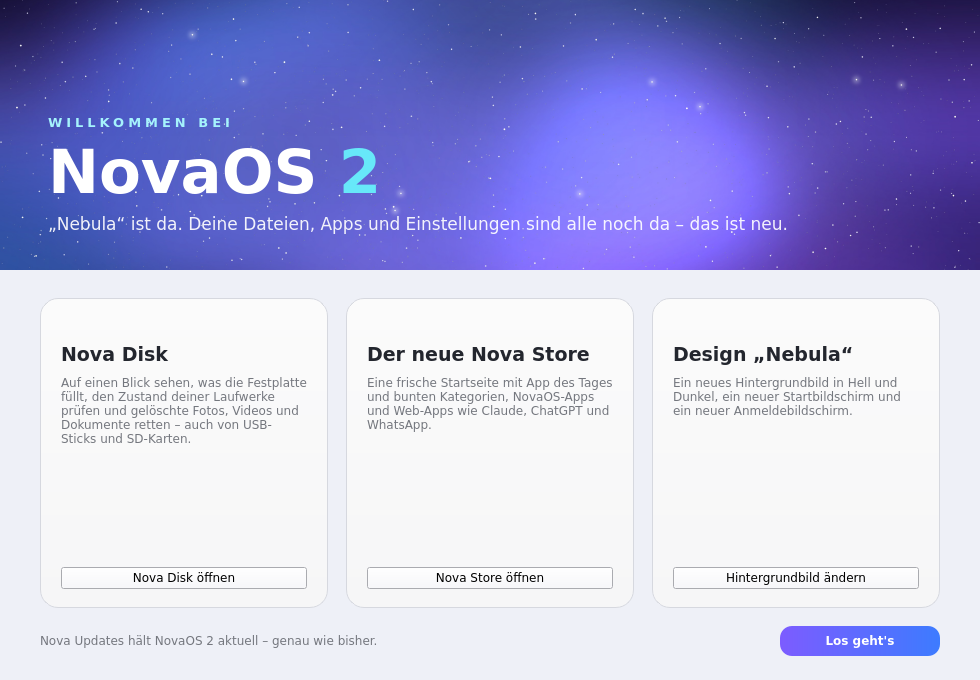 WILLKOMMEN BEI
NovaOS 2
„Nebula“ ist da. Deine Dateien, Apps und Einstellungen sind alle noch da – das ist neu.
Nova Disk
Auf einen Blick sehen, was die Festplatte
füllt, den Zustand deiner Laufwerke
prüfen und gelöschte Fotos, Videos und
Dokumente retten – auch von USB-
Sticks und SD-Karten.
Nova Disk öffnen
Der neue Nova Store
Eine frische Startseite mit App des Tages
und bunten Kategorien, NovaOS-Apps
und Web-Apps wie Claude, ChatGPT und
WhatsApp.
Nova Store öffnen
Design „Nebula“
Ein neues Hintergrundbild in Hell und
Dunkel, ein neuer Startbildschirm und
ein neuer Anmeldebildschirm.
Hintergrundbild ändern
Nova Updates hält NovaOS 2 aktuell – genau wie bisher.
Los geht's